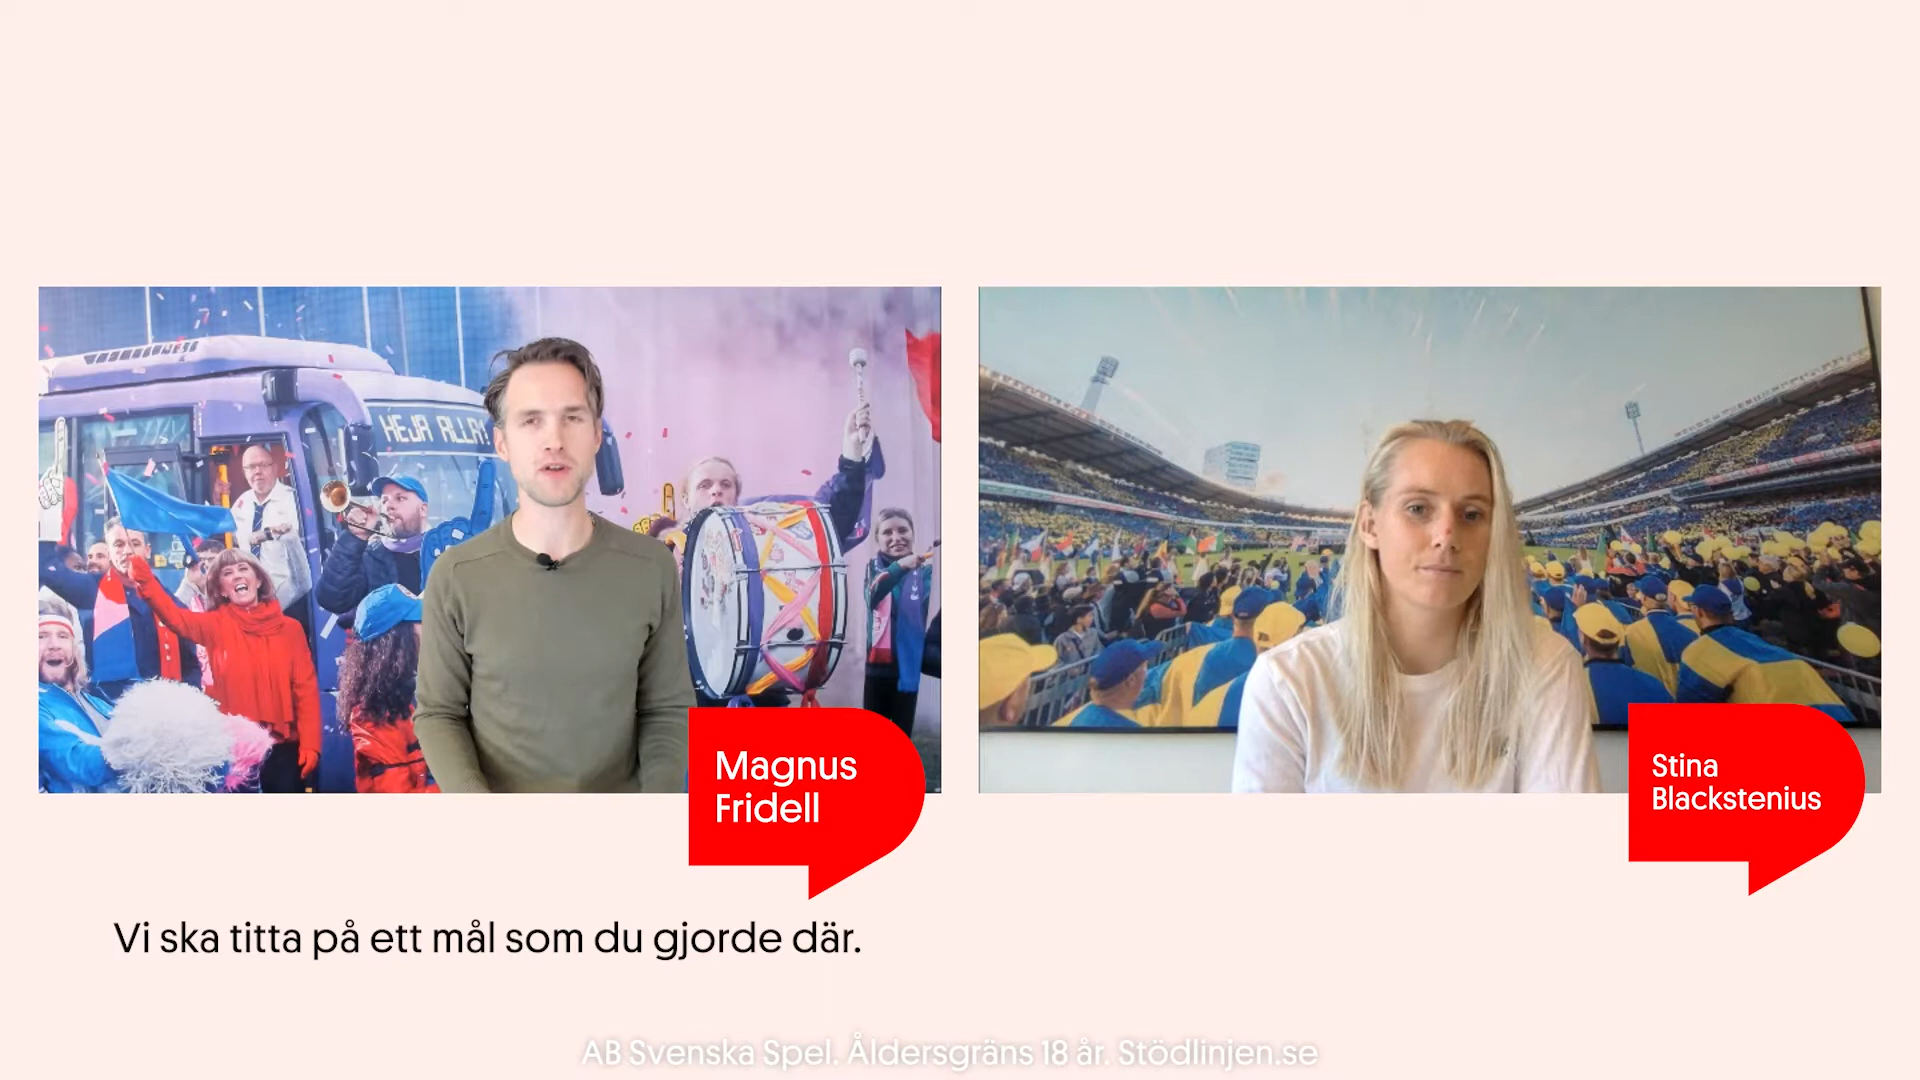 HEJA ALLA!
Magnus
Fridell
Stina
Blackstenius
Vi ska titta på ett mål som du gjorde där.
AB Svenska Spel. Åldersgräns 18 år. Stödlinjen.se